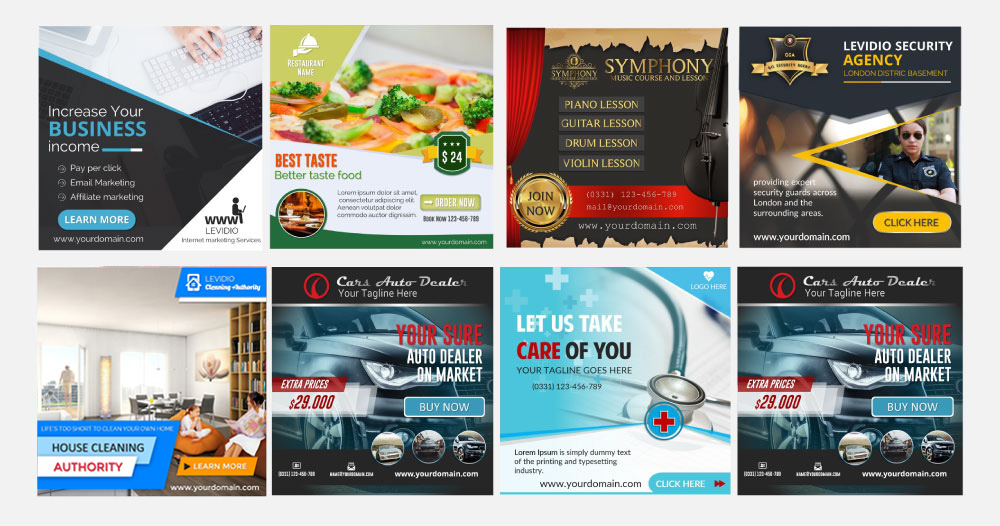 Increase Your
BUSINESS
income
Pay per click
Email Marketing
Affiliate marketing
LEARN MORE
www.yourdomain.com
WWW
LEVIDIO
Internet marketing Services
RESTAURANT
NAME
$ 24
BEST TASTE
Better taste food
Lorem ipsum dolor sit amet,
consectetur adipiscing elit.
Aenean volutpat dolor
commodo auctor dignissim.
ORDER NOW
BOOK NOW 123-456-789
www.yourdomain.com
SYMPHONY
SYMPHONY
MUSIC COURSE AND LESSON
PIANO LESSON
GUITAR LESSON
DRUM LESSON
VIOLIN LESSON
JOIN
NOW
(0331) 123-456-789
mail@yourdomain.com
www.yourdomain.com
LEVIDIO SECURITY
AGENCY
LONDON DISTRIC BASEMENT
providing expert
security guards across
London and the
surrounding areas.
CLICK HERE
www.yourdomain.com
LEVIDIO
Cleaning Authority
LIFE'S TOO SHORT TO CLEAN YOUR OWN HOME
HOUSE CLEANING
AUTHORITY
LEARN MORE
www.yourdomain.com
Cars Auto Dealer
Your Tagline Here
YOUR SURE
AUTO DEALER
ON MARKET
EXTRA PRICES
$29.000
BUY NOW
(0331) 123-456-789
NAME@YOURDOMAIN.COM
www.yourdomain.com
LOGO HERE
LET US TAKE
CARE OF YOU
YOUR TAGLINE GOES HERE
(0331) 123-456-789
Lorem Ipsum is simply dummy text
of the printing and typesetting
industry.
www.yourdomain.com
CLICK HERE
Cars Auto Dealer
Your Tagline Here
YOUR SURE
AUTO DEALER
ON MARKET
EXTRA PRICES
$29.000
BUY NOW
(0331) 123-456-789
NAME@YOURDOMAIN.COM
www.yourdomain.com